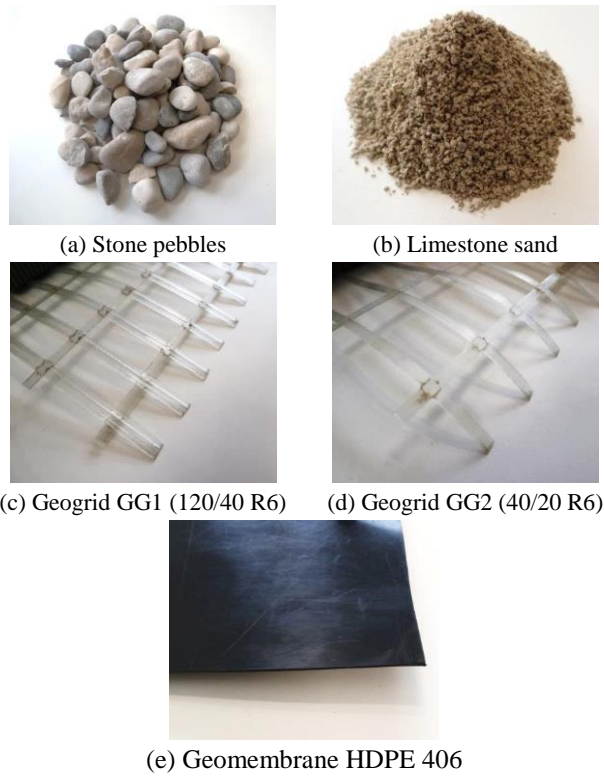 (a) Stone pebbles
(b) Limestone sand
(c) Geogrid GG1 (120/40 R6)
(d) Geogrid GG2 (40/20 R6)
(e) Geomembrane HDPE 406